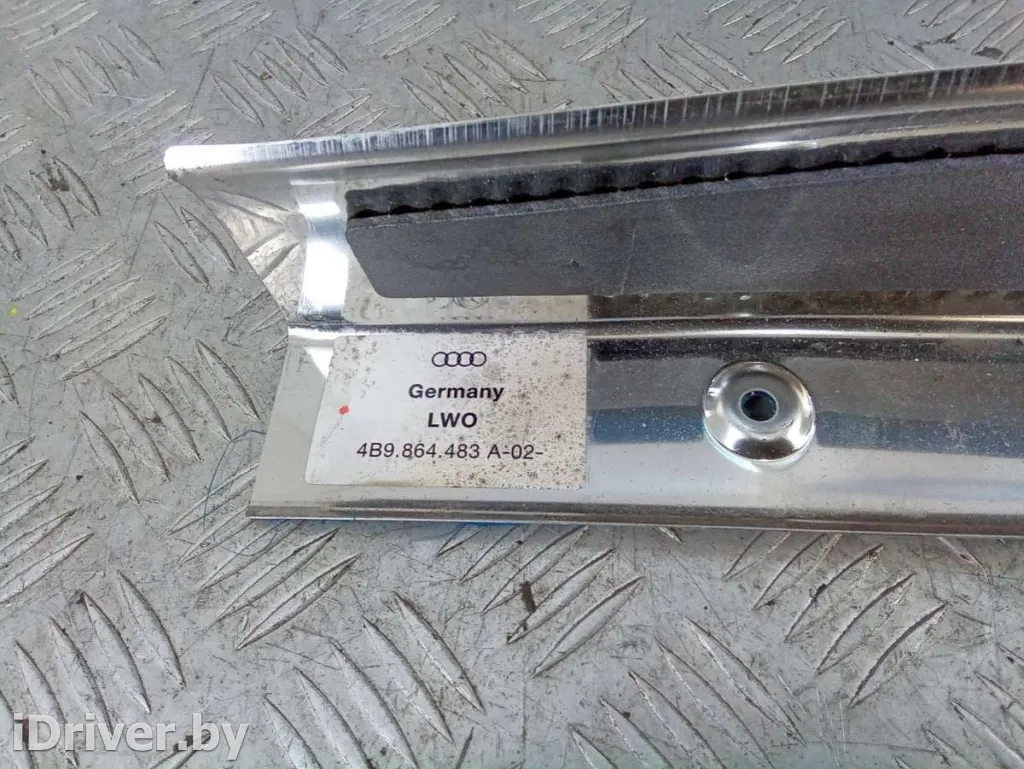 Germany
LWO
4B9.864.483 A-02-
iDriver.by